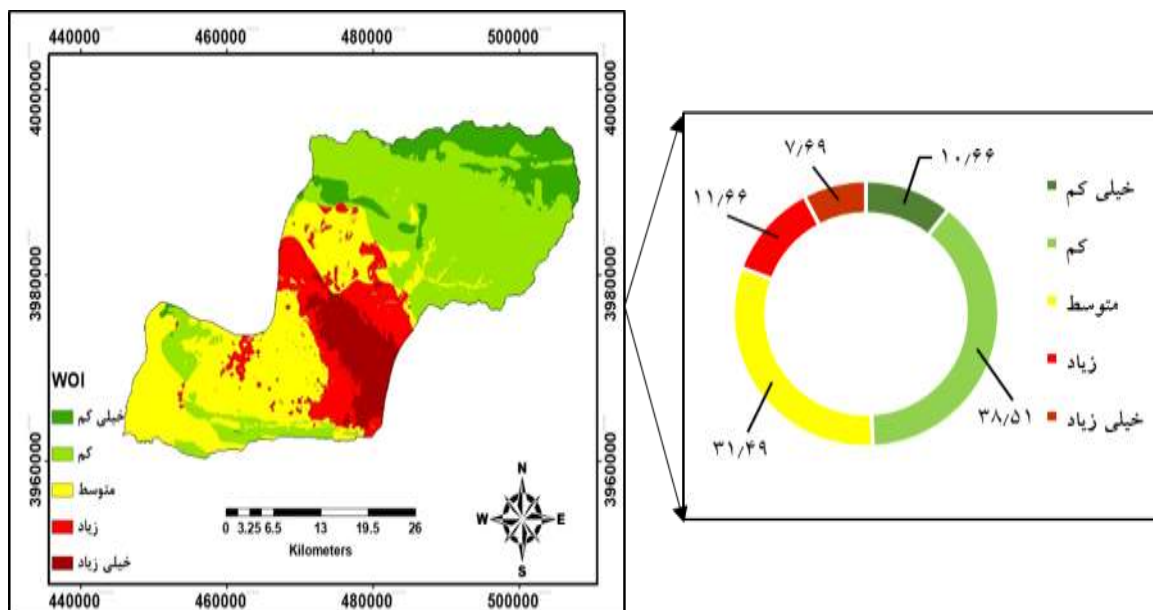 440000 460000 480000 500000
4000000
3980000
3960000
4000000
3980000
3960000
WOI
خیلی کم
کم
متوسط
زیاد
خیلی زیاد
0 3.25 6.5 13 19.5 26
Kilometers
N
W E
S
440000 460000 480000 500000
۷٫۶۹
۱۰٫۶۶
۱۱٫۶۶
۳۱٫۴۹
۳۸٫۵۱
خیلی کم
کم
متوسط
زیاد
خیلی زیاد